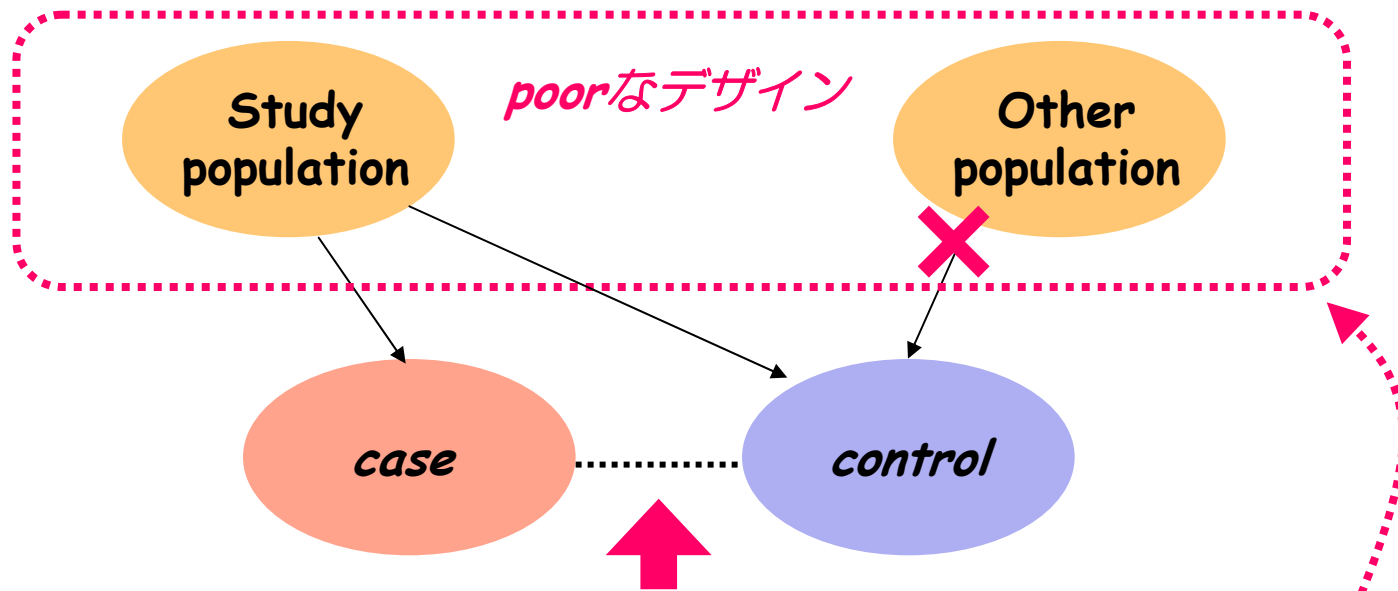 Study
population
poorなデザイン
Other
population
case
control